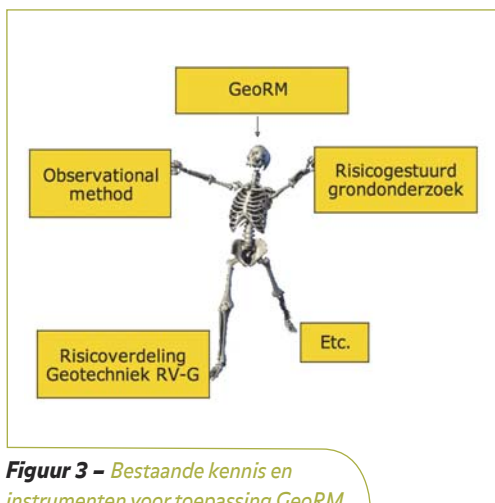 GeoRM
Observational
method
Risicogestuurd
grondonderzoek
Risicoverdeling
Geotechniek RV-G
Etc.
Figuur 3 – Bestaande kennis en
instrumenten voor toepassing GeoRM